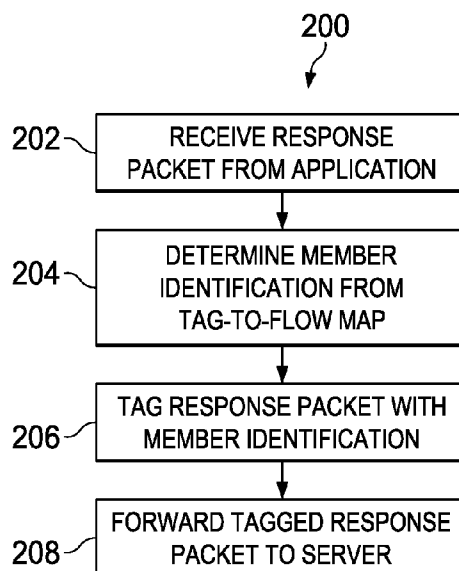 200
202
RECEIVE RESPONSE
PACKET FROM APPLICATION
204
DETERMINE MEMBER
IDENTIFICATION FROM
TAG-TO-FLOW MAP
206
TAG RESPONSE PACKET WITH
MEMBER IDENTIFICATION
208
FORWARD TAGGED RESPONSE
PACKET TO SERVER